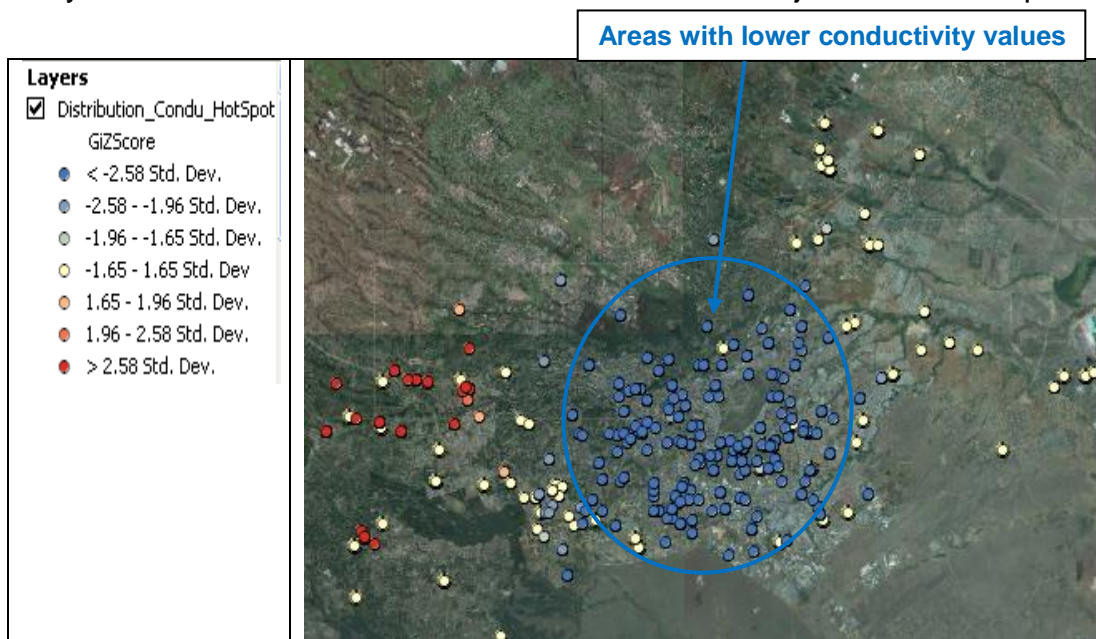 Areas with lower conductivity values
Layers
Distribution_Condu_HotSpot
GiZScore
< -2.58 Std. Dev.
-2.58 - -1.96 Std. Dev.
-1.96 - -1.65 Std. Dev.
-1.65 - 1.65 Std. Dev
1.65 - 1.96 Std. Dev.
1.96 - 2.58 Std. Dev.
> 2.58 Std. Dev.